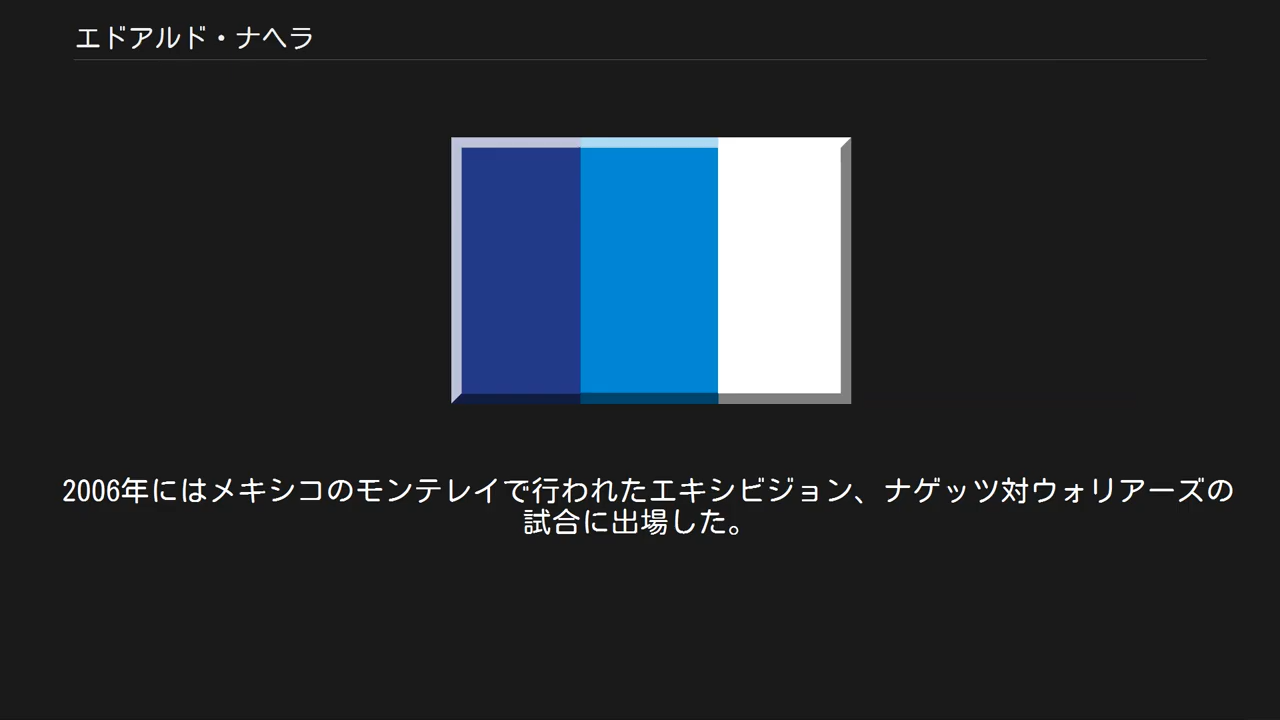 エドアルド・ナヘラ
2006年にはメキシコのモンテレイで行われたエキシビジョン、ナゲッツ対ウォリアーズの
試合に出場した。